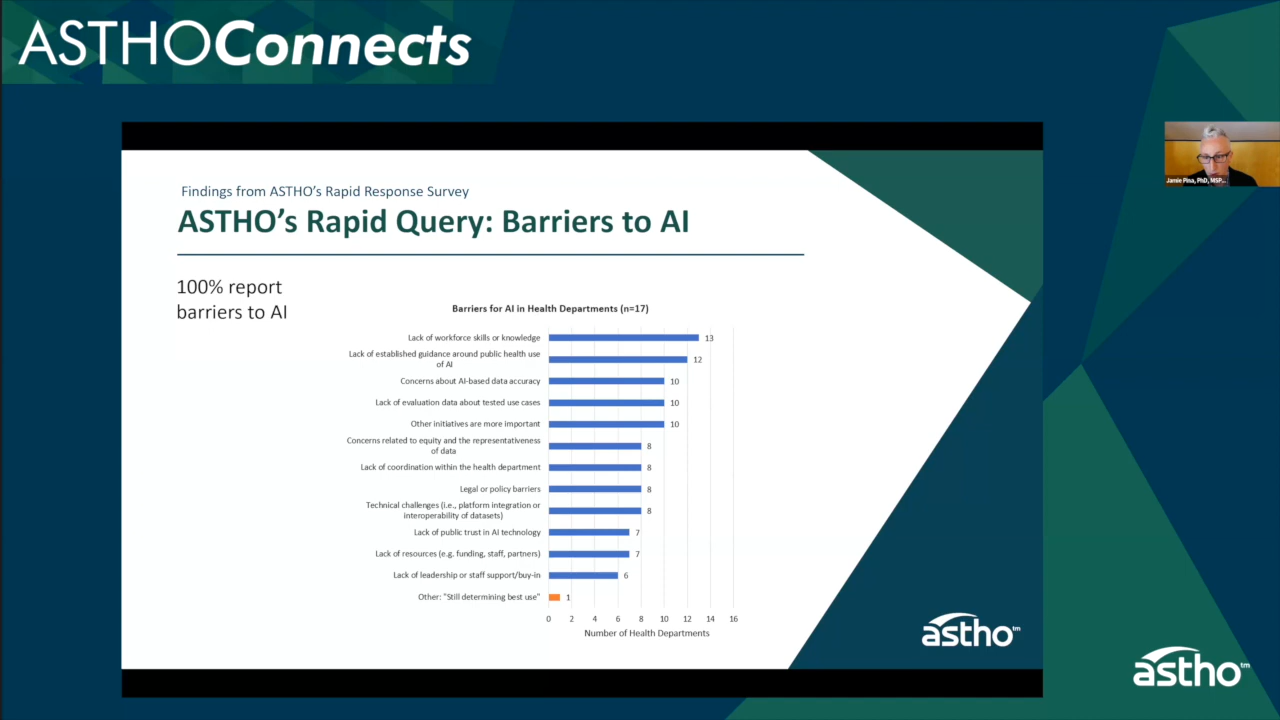 ASTHOConnects
Findings from ASTHO's Rapid Response Survey
ASTHO's Rapid Query: Barriers to AI
100% report
barriers to AI
Barriers for AI in Health Departments (n=17)
Lack of workforce skills or knowledge 13
Lack of established guidance around public health use
of AI 12
Concerns about AI-based data accuracy 10
Lack of evaluation data about tested use cases 10
Other initiatives are more important 10
Concerns related to equity and the representativeness
of data 8
Lack of coordination within the health department 8
Legal or policy barriers 8
Technical challenges (i.e., platform integration or
interoperability of datasets) 8
Lack of public trust in AI technology 7
Lack of resources (e.g. funding, staff, partners) 7
Lack of leadership or staff support/buy-in 6
Other: "Still determining best use" 1
0 2 4 6 8 10 12 14 16
Number of Health Departments
astho™
Jamie Pina, PhD, MSP...
astho™